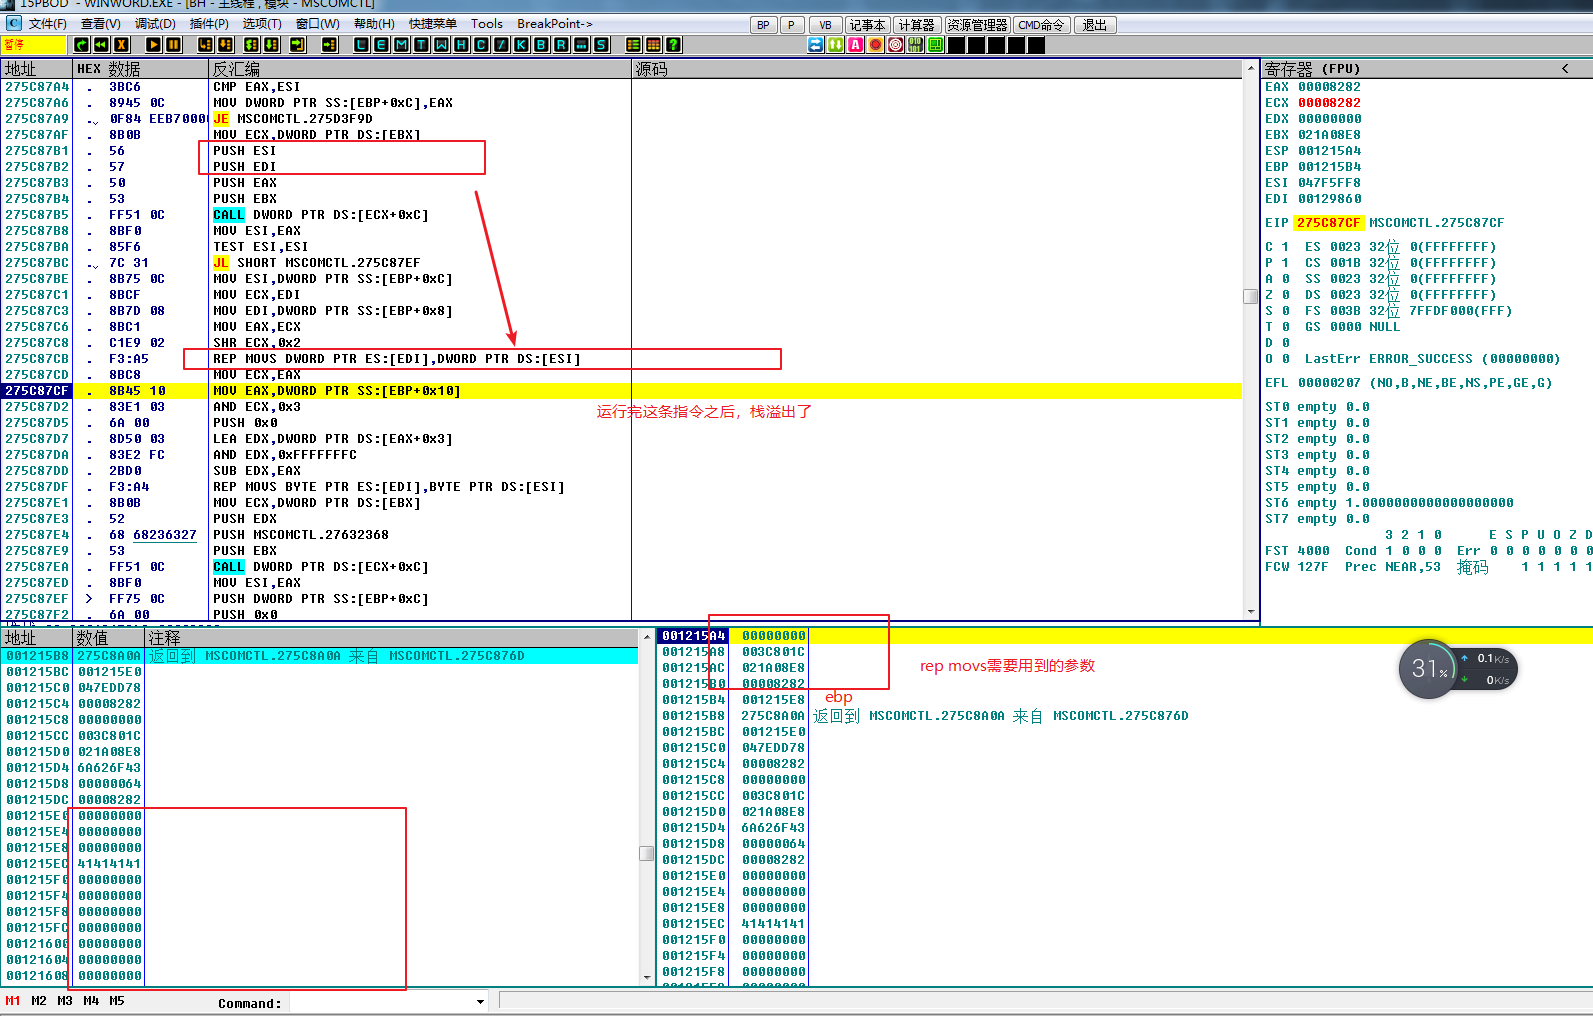 15PBOD - WINWORD.EXE - [BH - 主线程, 模块 - MSCOMCTL]
文件(F) 查看(V) 调试(D) 插件(P) 选项(T) 窗口(W) 帮助(H) 快捷菜单 Tools BreakPoint-> BP P VB 记事本 计算器 资源管理器 CMD命令 退出
暂停 L E M T W H C / K B R ... S ?
地址 HEX 数据 反汇编 源码
275C87A4 . 3BC6 CMP EAX,ESI
275C87A6 . 8945 0C MOV DWORD PTR SS:[EBP+0xC],EAX
275C87A9 . 0F84 EEB7000 JE MSCOMCTL.275D3F9D
275C87AF . 8B0B MOV ECX,DWORD PTR DS:[EBX]
275C87B1 . 56 PUSH ESI
275C87B2 . 57 PUSH EDI
275C87B3 . 50 PUSH EAX
275C87B4 . 53 PUSH EBX
275C87B5 . FF51 0C CALL DWORD PTR DS:[ECX+0xC]
275C87B8 . 8BF0 MOV ESI,EAX
275C87BA . 85F6 TEST ESI,ESI
275C87BC . 7C 31 JL SHORT MSCOMCTL.275C87EF
275C87BE . 8B75 0C MOV ESI,DWORD PTR SS:[EBP+0xC]
275C87C1 . 8BCF MOV ECX,EDI
275C87C3 . 8B7D 08 MOV EDI,DWORD PTR SS:[EBP+0x8]
275C87C6 . 8BC1 MOV EAX,ECX
275C87C8 . C1E9 02 SHR ECX,0x2
275C87CB . F3:A5 REP MOVS DWORD PTR ES:[EDI],DWORD PTR DS:[ESI]
275C87CD . 8BC8 MOV ECX,EAX
275C87CF . 8B45 10 MOV EAX,DWORD PTR SS:[EBP+0x10]
275C87D2 . 83E1 03 AND ECX,0x3
275C87D5 . 6A 00 PUSH 0x0
275C87D7 . 8D50 03 LEA EDX,DWORD PTR DS:[EAX+0x3]
275C87DA . 83E2 FC AND EDX,0xFFFFFFFC
275C87DD . 2BD0 SUB EDX,EAX
275C87DF . F3:A4 REP MOVS BYTE PTR ES:[EDI],BYTE PTR DS:[ESI]
275C87E1 . 8B0B MOV ECX,DWORD PTR DS:[EBX]
275C87E3 . 52 PUSH EDX
275C87E4 . 68 68236327 PUSH MSCOMCTL.27632368
275C87E9 . 53 PUSH EBX
275C87EA . FF51 0C CALL DWORD PTR DS:[ECX+0xC]
275C87ED . 8BF0 MOV ESI,EAX
275C87EF > FF75 0C PUSH DWORD PTR SS:[EBP+0xC]
275C87F2 . 6A 00 PUSH 0x0
运行完这条指令之后，栈溢出了
寄存器 (FPU) <
EAX 00008282
ECX 00008282
EDX 00000000
EBX 021A08E8
ESP 001215A4
EBP 001215B4
ESI 047F5FF8
EDI 00129860
EIP 275C87CF MSCOMCTL.275C87CF
C 1 ES 0023 32位 0(FFFFFFFF)
P 1 CS 001B 32位 0(FFFFFFFF)
A 0 SS 0023 32位 0(FFFFFFFF)
Z 0 DS 0023 32位 0(FFFFFFFF)
S 0 FS 003B 32位 7FFDF000(FFF)
T 0 GS 0000 NULL
D 0
O 0 LastErr ERROR_SUCCESS (00000000)
EFL 00000207 (NO,B,NE,BE,NS,PE,GE,G)
ST0 empty 0.0
ST1 empty 0.0
ST2 empty 0.0
ST3 empty 0.0
ST4 empty 0.0
ST5 empty 0.0
ST6 empty 1.0000000000000000000
ST7 empty 0.0
3 2 1 0 E S P U O Z D
FST 4000 Cond 1 0 0 0 Err 0 0 0 0 0 0 0
FCW 127F Prec NEAR,53 掩码 1 1 1 1 1
地址 数值 注释
001215B8 275C8A0A 返回到 MSCOMCTL.275C8A0A 来自 MSCOMCTL.275C876D
001215BC 001215E0
001215C0 047EDD78
001215C4 00008282
001215C8 00000000
001215CC 003C801C
001215D0 021A08E8
001215D4 6A626F43
001215D8 00000064
001215DC 00008282
001215E0 00000000
001215E4 00000000
001215E8 00000000
001215EC 41414141
001215F0 00000000
001215F4 00000000
001215F8 00000000
001215FC 00000000
00121600 00000000
00121604 00000000
00121608 00000000
001215A4 00000000
001215A8 003C801C
001215AC 021A08E8
001215B0 00008282
001215B4 001215E8
001215B8 275C8A0A 返回到 MSCOMCTL.275C8A0A 来自 MSCOMCTL.275C876D
001215BC 001215E0
001215C0 047EDD78
001215C4 00008282
001215C8 00000000
001215CC 003C801C
001215D0 021A08E8
001215D4 6A626F43
001215D8 00000064
001215DC 00008282
001215E0 00000000
001215E4 00000000
001215E8 00000000
001215EC 41414141
001215F0 00000000
001215F4 00000000
001215F8 00000000
rep movs需要用到的参数
ebp
31% 0.1K/s
0K/s
M1 M2 M3 M4 M5 Command: